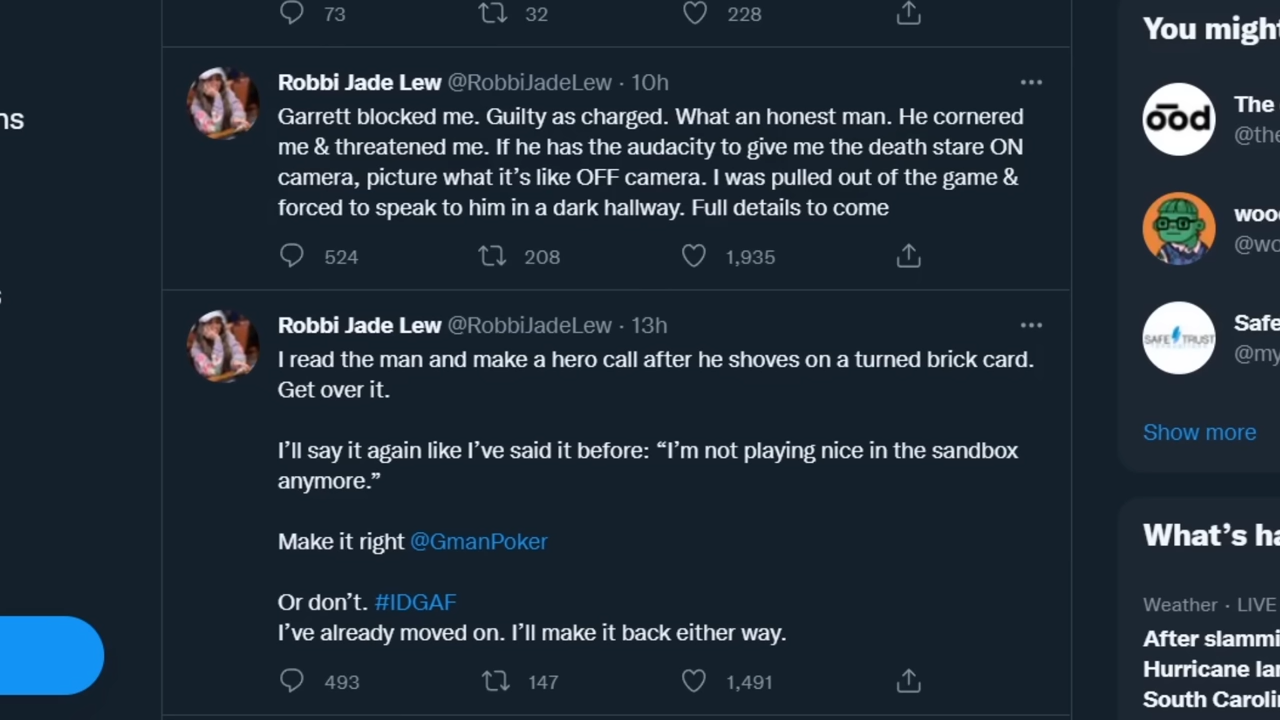 73 32 228
Robbi Jade Lew @RobbiJadeLew · 10h
Garrett blocked me. Guilty as charged. What an honest man. He cornered
me & threatened me. If he has the audacity to give me the death stare ON
camera, picture what it’s like OFF camera. I was pulled out of the game &
forced to speak to him in a dark hallway. Full details to come
524 208 1,935
Robbi Jade Lew @RobbiJadeLew · 13h
I read the man and make a hero call after he shoves on a turned brick card.
Get over it.
I’ll say it again like I’ve said it before: “I’m not playing nice in the sandbox
anymore.”
Make it right @GmanPoker
Or don’t. #IDGAF
I’ve already moved on. I’ll make it back either way.
493 147 1,491
ns
s
You might
ōōd
The
@the
woo
@wo
SAFE TRUST
Safe
@my
Show more
What’s ha
Weather · LIVE
After slammi
Hurricane Ian
South Caroli